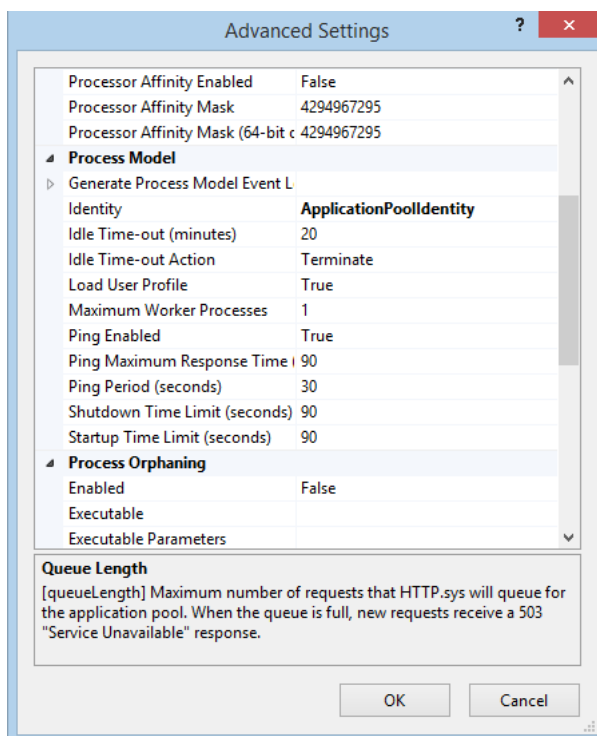 Advanced Settings
?
Processor Affinity Enabled False
Processor Affinity Mask 4294967295
Processor Affinity Mask (64-bit c 4294967295
Process Model
Generate Process Model Event L
Identity ApplicationPoolIdentity
Idle Time-out (minutes) 20
Idle Time-out Action Terminate
Load User Profile True
Maximum Worker Processes 1
Ping Enabled True
Ping Maximum Response Time ( 90
Ping Period (seconds) 30
Shutdown Time Limit (seconds) 90
Startup Time Limit (seconds) 90
Process Orphaning
Enabled False
Executable
Executable Parameters
Queue Length
[queueLength] Maximum number of requests that HTTP.sys will queue for
the application pool. When the queue is full, new requests receive a 503
"Service Unavailable" response.
OK Cancel